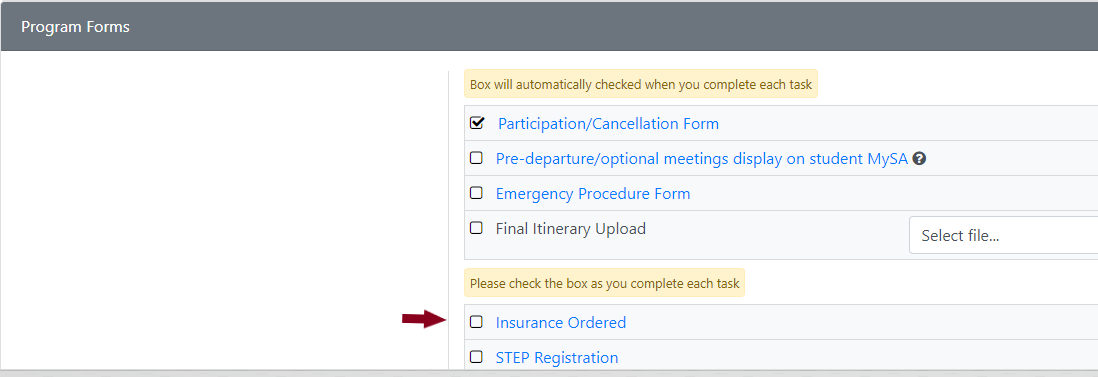 Program Forms
Box will automatically checked when you complete each task
Participation/Cancellation Form
Pre-departure/optional meetings display on student MySA ?
Emergency Procedure Form
Final Itinerary Upload
Select file...
Please check the box as you complete each task
Insurance Ordered
STEP Registration